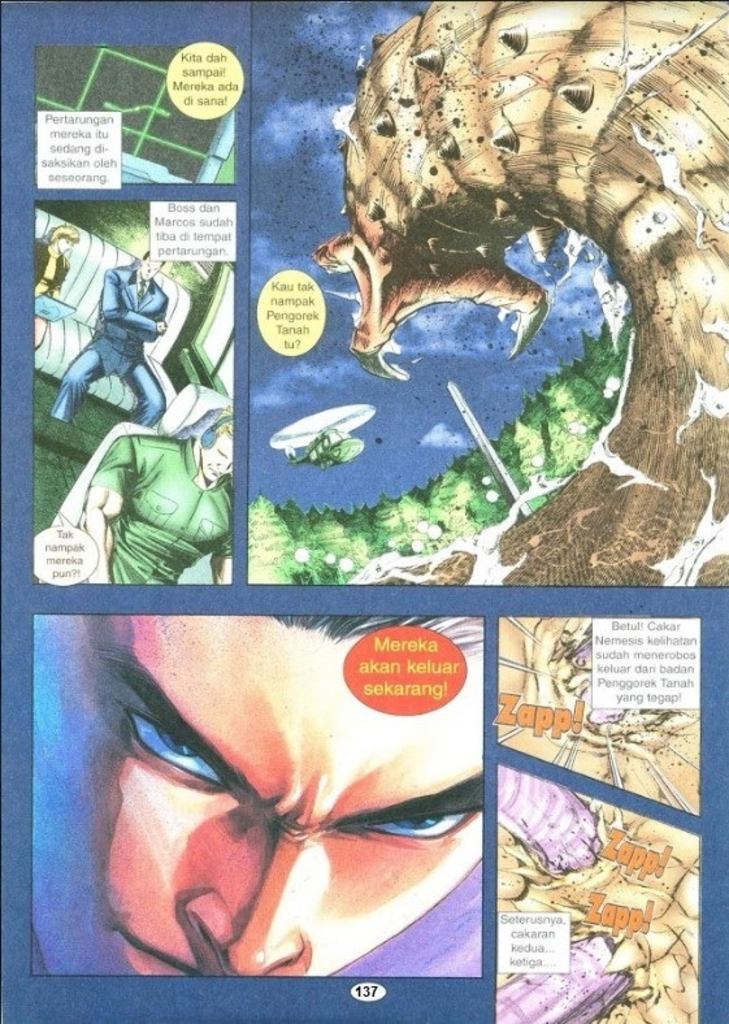 Kita dah
sampai!
Mereka ada
di sana!
Pertarungan
mereka itu
sedang di-
saksikan oleh
seseorang.
Boss dan
Marcos sudah
tiba di tempat
pertarungan.
Tak
nampak
mereka
pun?!
Kau tak
nampak
Pengorek
Tanah
tu?
Mereka
akan keluar
sekarang!
Betul! Cakar
Nemesis kelihatan
sudah menerobos
keluar dari badan
Penggorek Tanah
yang tegap!
Zapp!
Zapp!
Zapp!
Seterusnya,
cakaran
kedua...
ketiga....
137